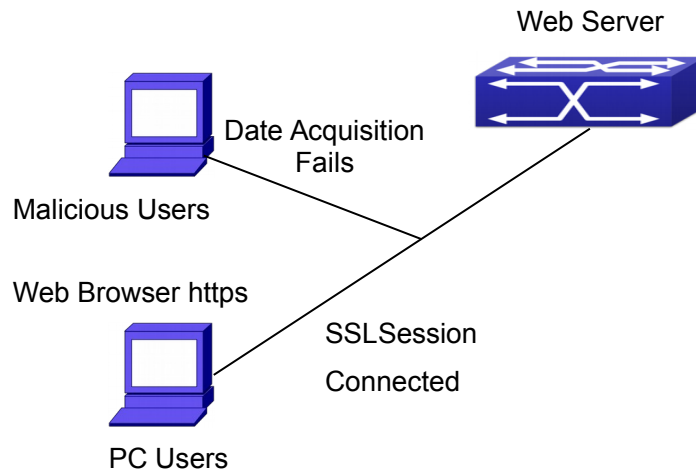 Web Server
Date Acquisition
Fails
Malicious Users
Web Browser https
SSLSession
Connected
PC Users